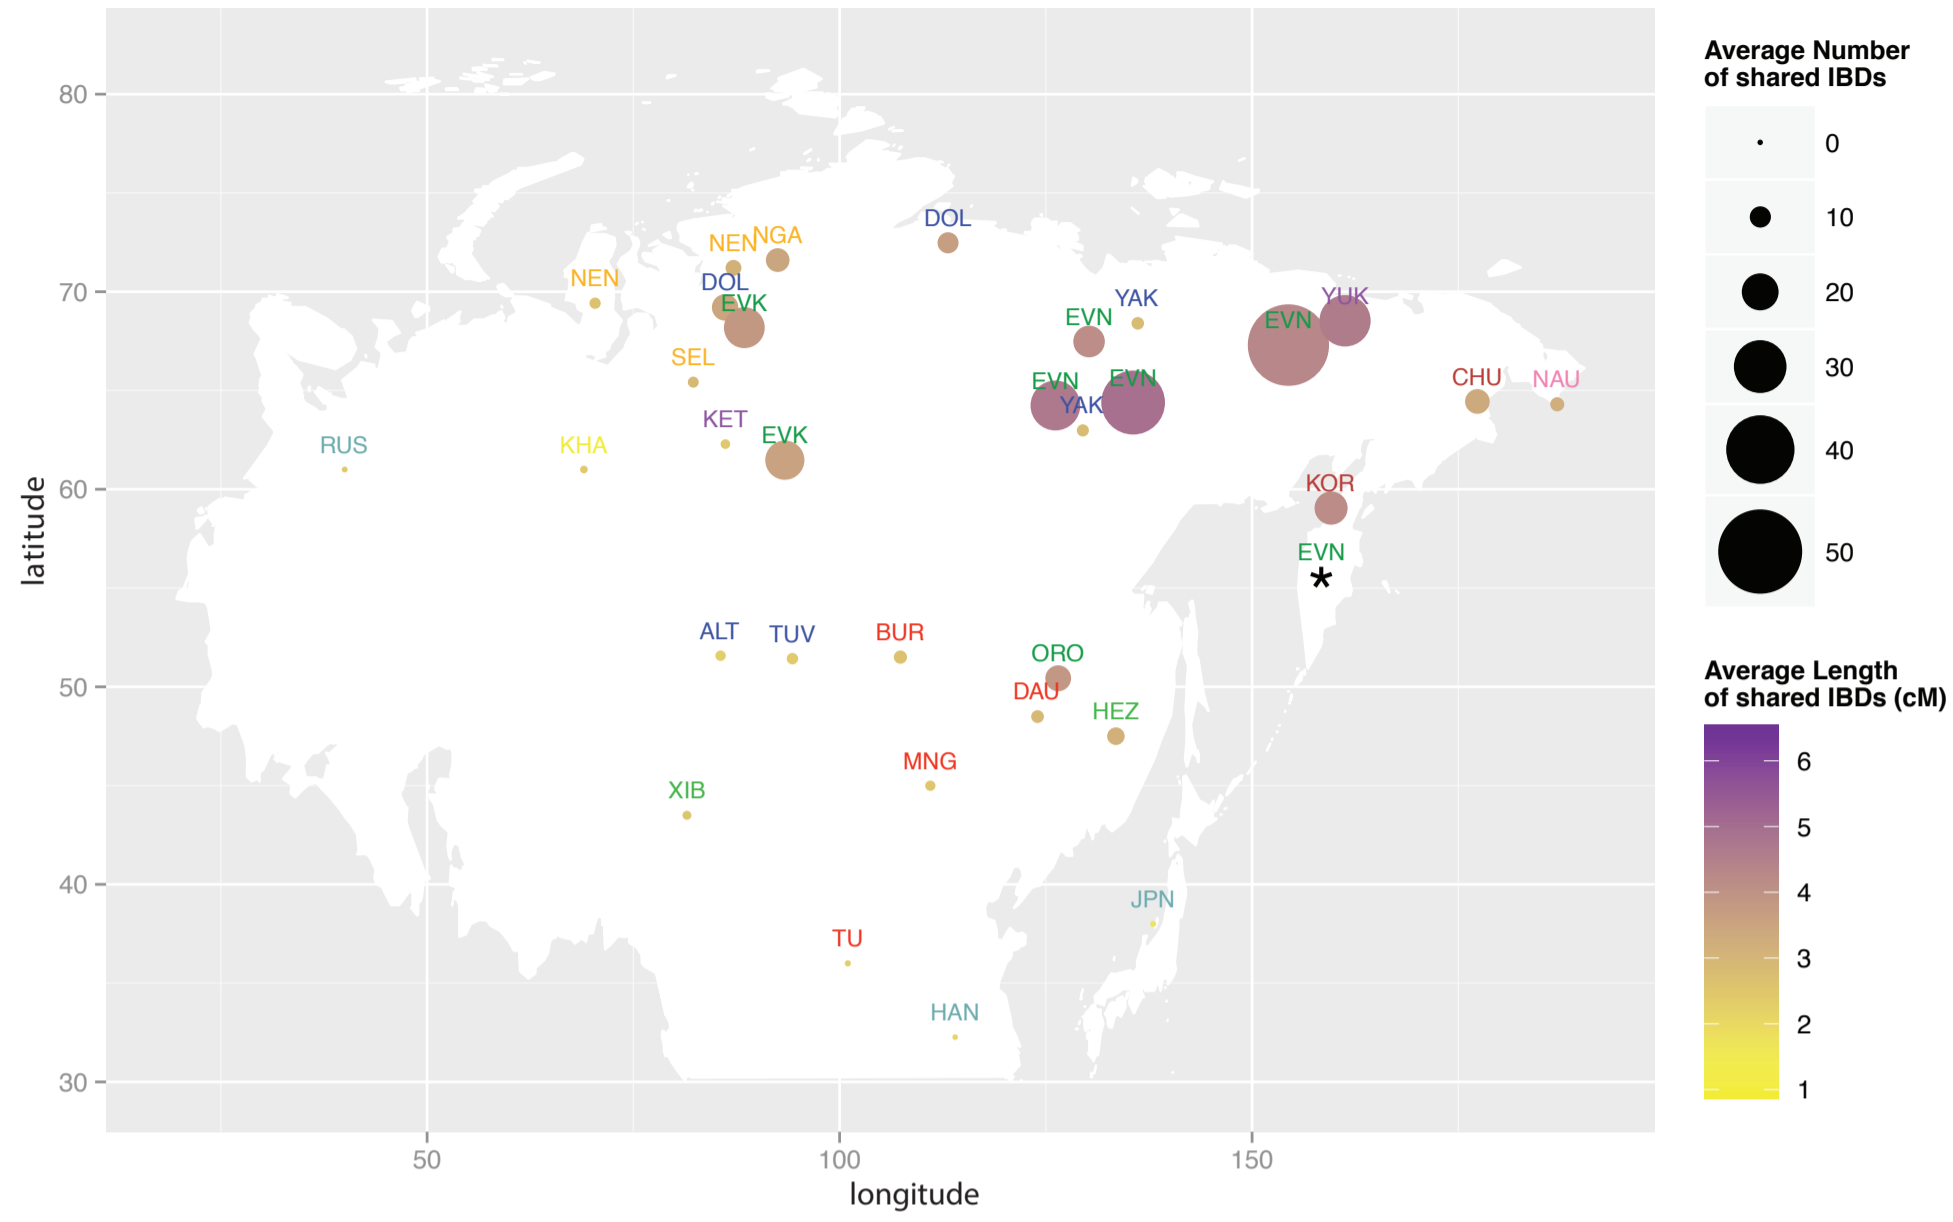 80
70
60
50
40
30
latitude
50
100
150
longitude
DOL
NEN
NGA
NEN
DOL
EVK
YAK
YUK
EVN
EVN
SEL
EVN
EVN
CHU
NAU
YAK
KET
EVK
RUS
KHA
KOR
EVN
*
ALT
TUV
BUR
ORO
DAU
HEZ
MNG
XIB
JPN
TU
HAN
Average Number
of shared IBDs
0
10
20
30
40
50
Average Length
of shared IBDs (cM)
6
5
4
3
2
1